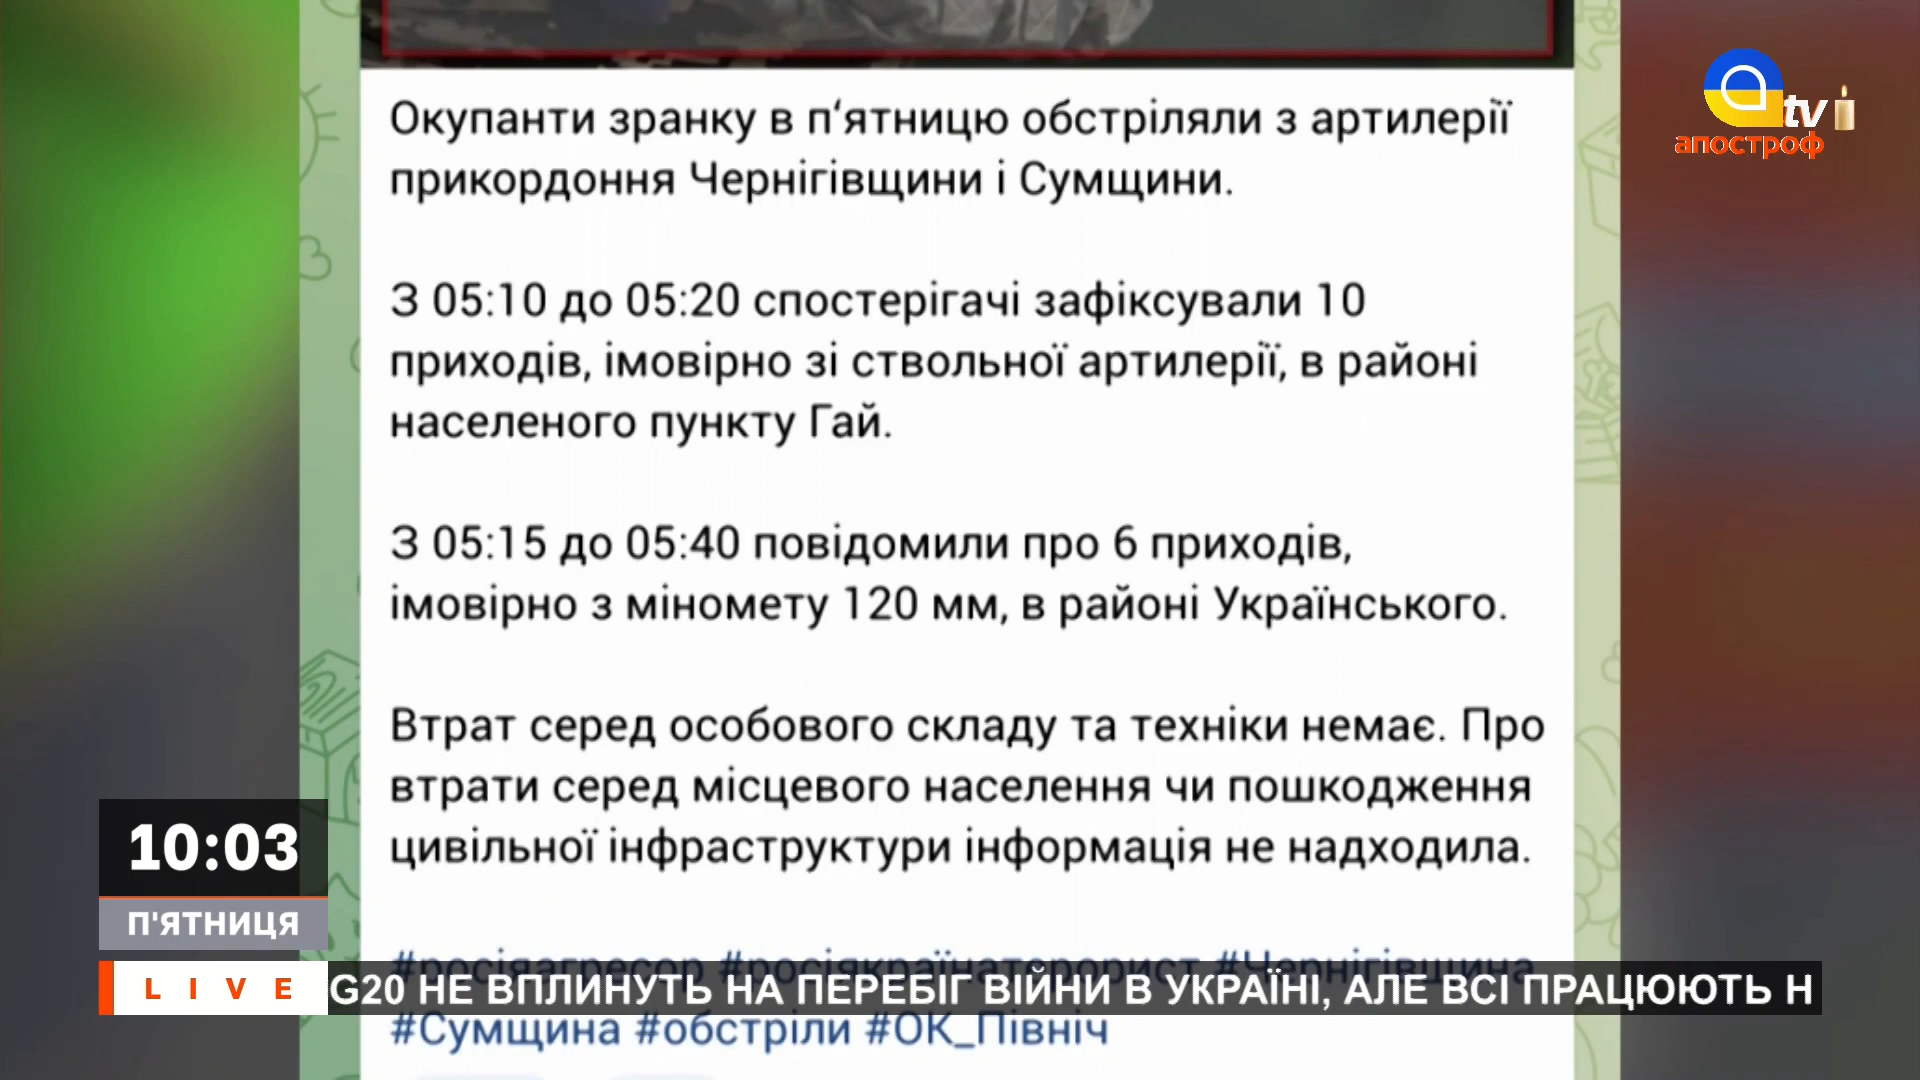 tv
апостроф
Окупанти зранку в п‘ятницю обстріляли з артилерії
прикордоння Чернігівщини і Сумщини.
З 05:10 до 05:20 спостерігачі зафіксували 10
приходів, імовірно зі ствольної артилерії, в районі
населеного пункту Гай.
З 05:15 до 05:40 повідомили про 6 приходів,
імовірно з міномету 120 мм, в районі Українського.
Втрат серед особового складу та техніки немає. Про
втрати серед місцевого населення чи пошкодження
цивільної інфраструктури інформація не надходила.
#росіяагресор #росіякраїнатерорист #Чернігівщина
#Сумщина #обстріли #ОК_Північ
10:03
П'ЯТНИЦЯ
LIVE
G20 НЕ ВПЛИНУТЬ НА ПЕРЕБІГ ВІЙНИ В УКРАЇНІ, АЛЕ ВСІ ПРАЦЮЮТЬ Н